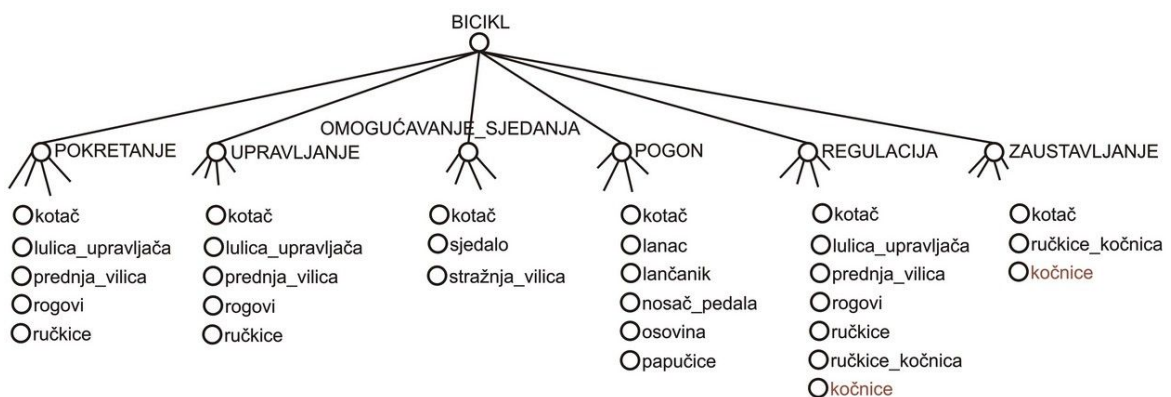 BICIKL
OMOGUĆAVANJE_SJEDANJA
POKRETANJE
UPRAVLJANJE
POGON
REGULACIJA
ZAUSTAVLJANJE
kotač
lulica_upravljača
prednja_vilica
rogovi
ručkice
kotač
lulica_upravljača
prednja_vilica
rogovi
ručkice
kotač
sjedalo
stražnja_vilica
kotač
lanac
lančanik
nosač_pedala
osovina
papučice
kotač
lulica_upravljača
prednja_vilica
rogovi
ručkice
ručkice_kočnica
kočnice
kotač
ručkice_kočnica
kočnice